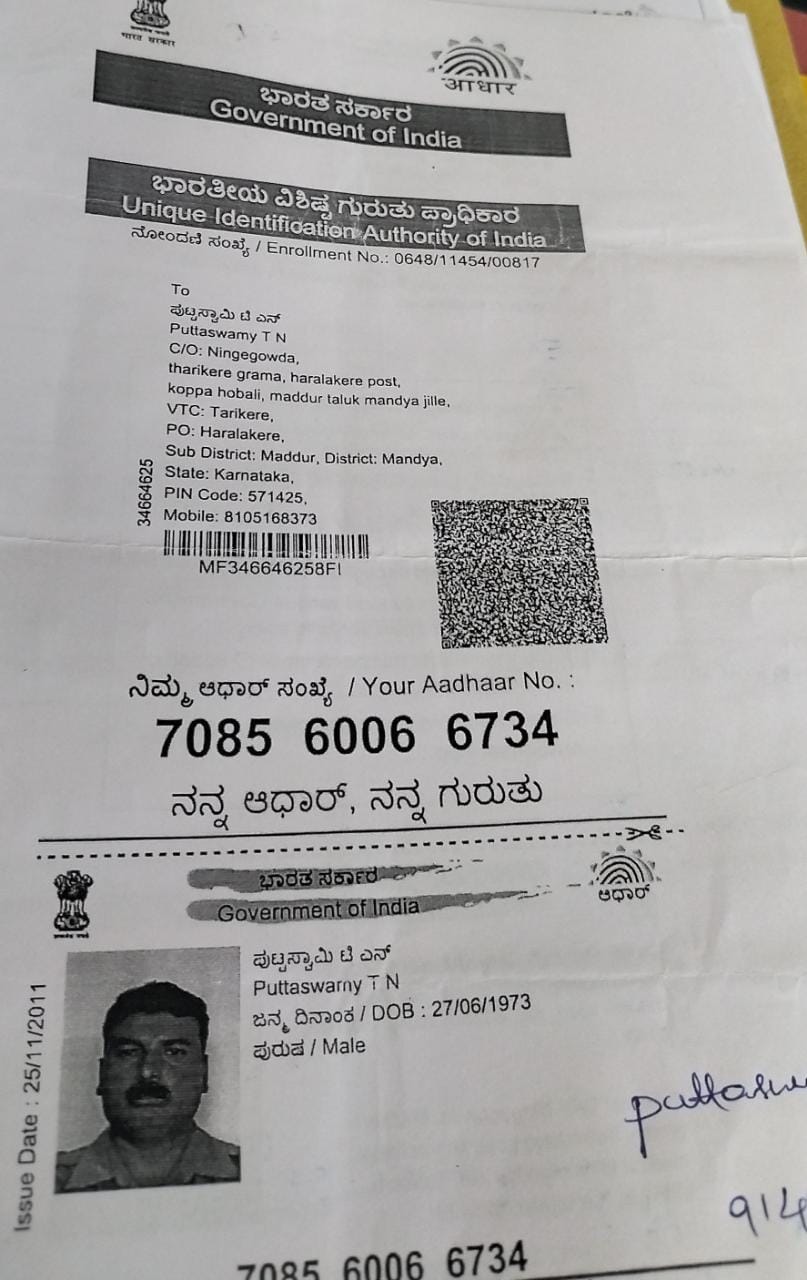 भारत सरकार
आधार
ಭಾರತ ಸರ್ಕಾರ
Government of India
ಭಾರತೀಯ ವಿಶಿಷ್ಟ ಗುರುತು ಪ್ರಾಧಿಕಾರ
Unique Identification Authority of India
ನೋಂದಣಿ ಸಂಖ್ಯೆ / Enrollment No.: 0648/11454/00817
To
ಪುಟ್ಟಸ್ವಾಮಿ ಟಿ ಎನ್
Puttaswamy T N
C/O: Ningegowda,
tharikere grama, haralakere post,
koppa hobali, maddur taluk mandya jille,
VTC: Tarikere,
PO: Haralakere,
Sub District: Maddur, District: Mandya,
State: Karnataka,
PIN Code: 571425,
Mobile: 8105168373
34664625
MF346646258FI
ನಿಮ್ಮ ಆಧಾರ್ ಸಂಖ್ಯೆ / Your Aadhaar No. :
7085 6006 6734
ನನ್ನ ಆಧಾರ್, ನನ್ನ ಗುರುತು
ಭಾರತ ಸರ್ಕಾರ
Government of India
ಆಧಾರ್
ಪುಟ್ಟಸ್ವಾಮಿ ಟಿ ಎನ್
Puttaswamy T N
ಜನ್ಮ ದಿನಾಂಕ / DOB : 27/06/1973
ಪುರುಷ / Male
Issue Date : 25/11/2011
914
7085 6006 6734